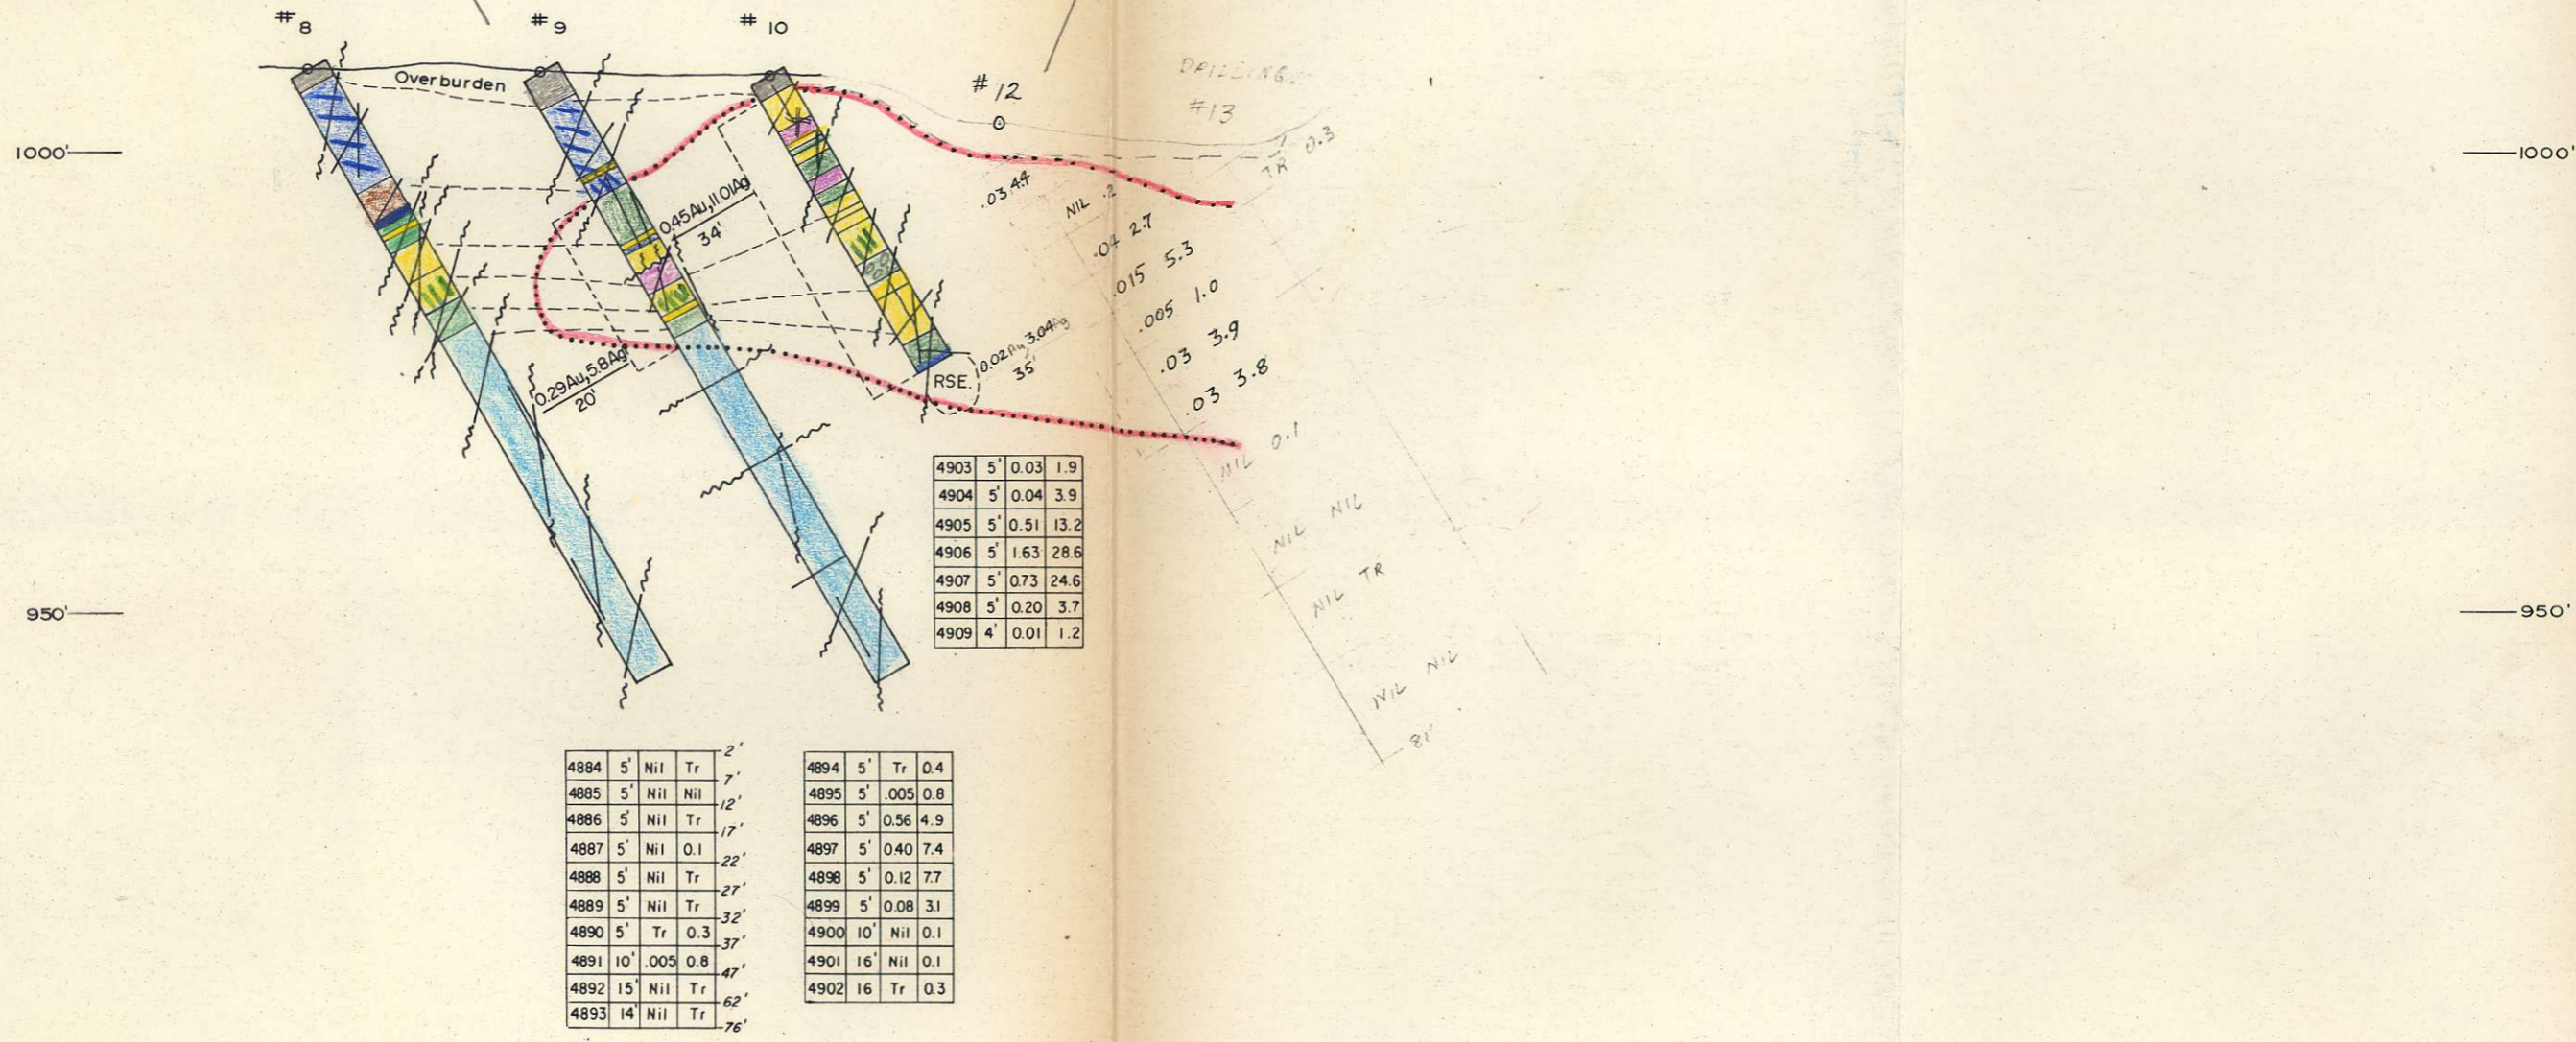 # 8
# 9
# 10
Overburden
# 12
DRILLING
#13
1000'
1000'
TR 0.3
.03 4.4
NIL .2
.04 2.7
.015 5.3
.005 1.0
.03 3.9
.03 3.8
NIL 0.1
NIL NIL
NIL TR
NIL NIL
81'
0.45Au,11.01Ag
34'
0.29Au,5.8Ag
20'
0.02Au,3.04Ag
35'
RSE.
950'
950'
4903 5' 0.03 1.9
4904 5' 0.04 3.9
4905 5' 0.51 13.2
4906 5' 1.63 28.6
4907 5' 0.73 24.6
4908 5' 0.20 3.7
4909 4' 0.01 1.2
2'
4884 5' Nil Tr
7'
4885 5' Nil Nil
12'
4886 5' Nil Tr
17'
4887 5' Nil 0.1
22'
4888 5' Nil Tr
27'
4889 5' Nil Tr
32'
4890 5' Tr 0.3
37'
4891 10' .005 0.8
47'
4892 15' Nil Tr
62'
4893 14' Nil Tr
76'
4894 5' Tr 0.4
4895 5' .005 0.8
4896 5' 0.56 4.9
4897 5' 0.40 7.4
4898 5' 0.12 7.7
4899 5' 0.08 3.1
4900 10' Nil 0.1
4901 16' Nil 0.1
4902 16 Tr 0.3